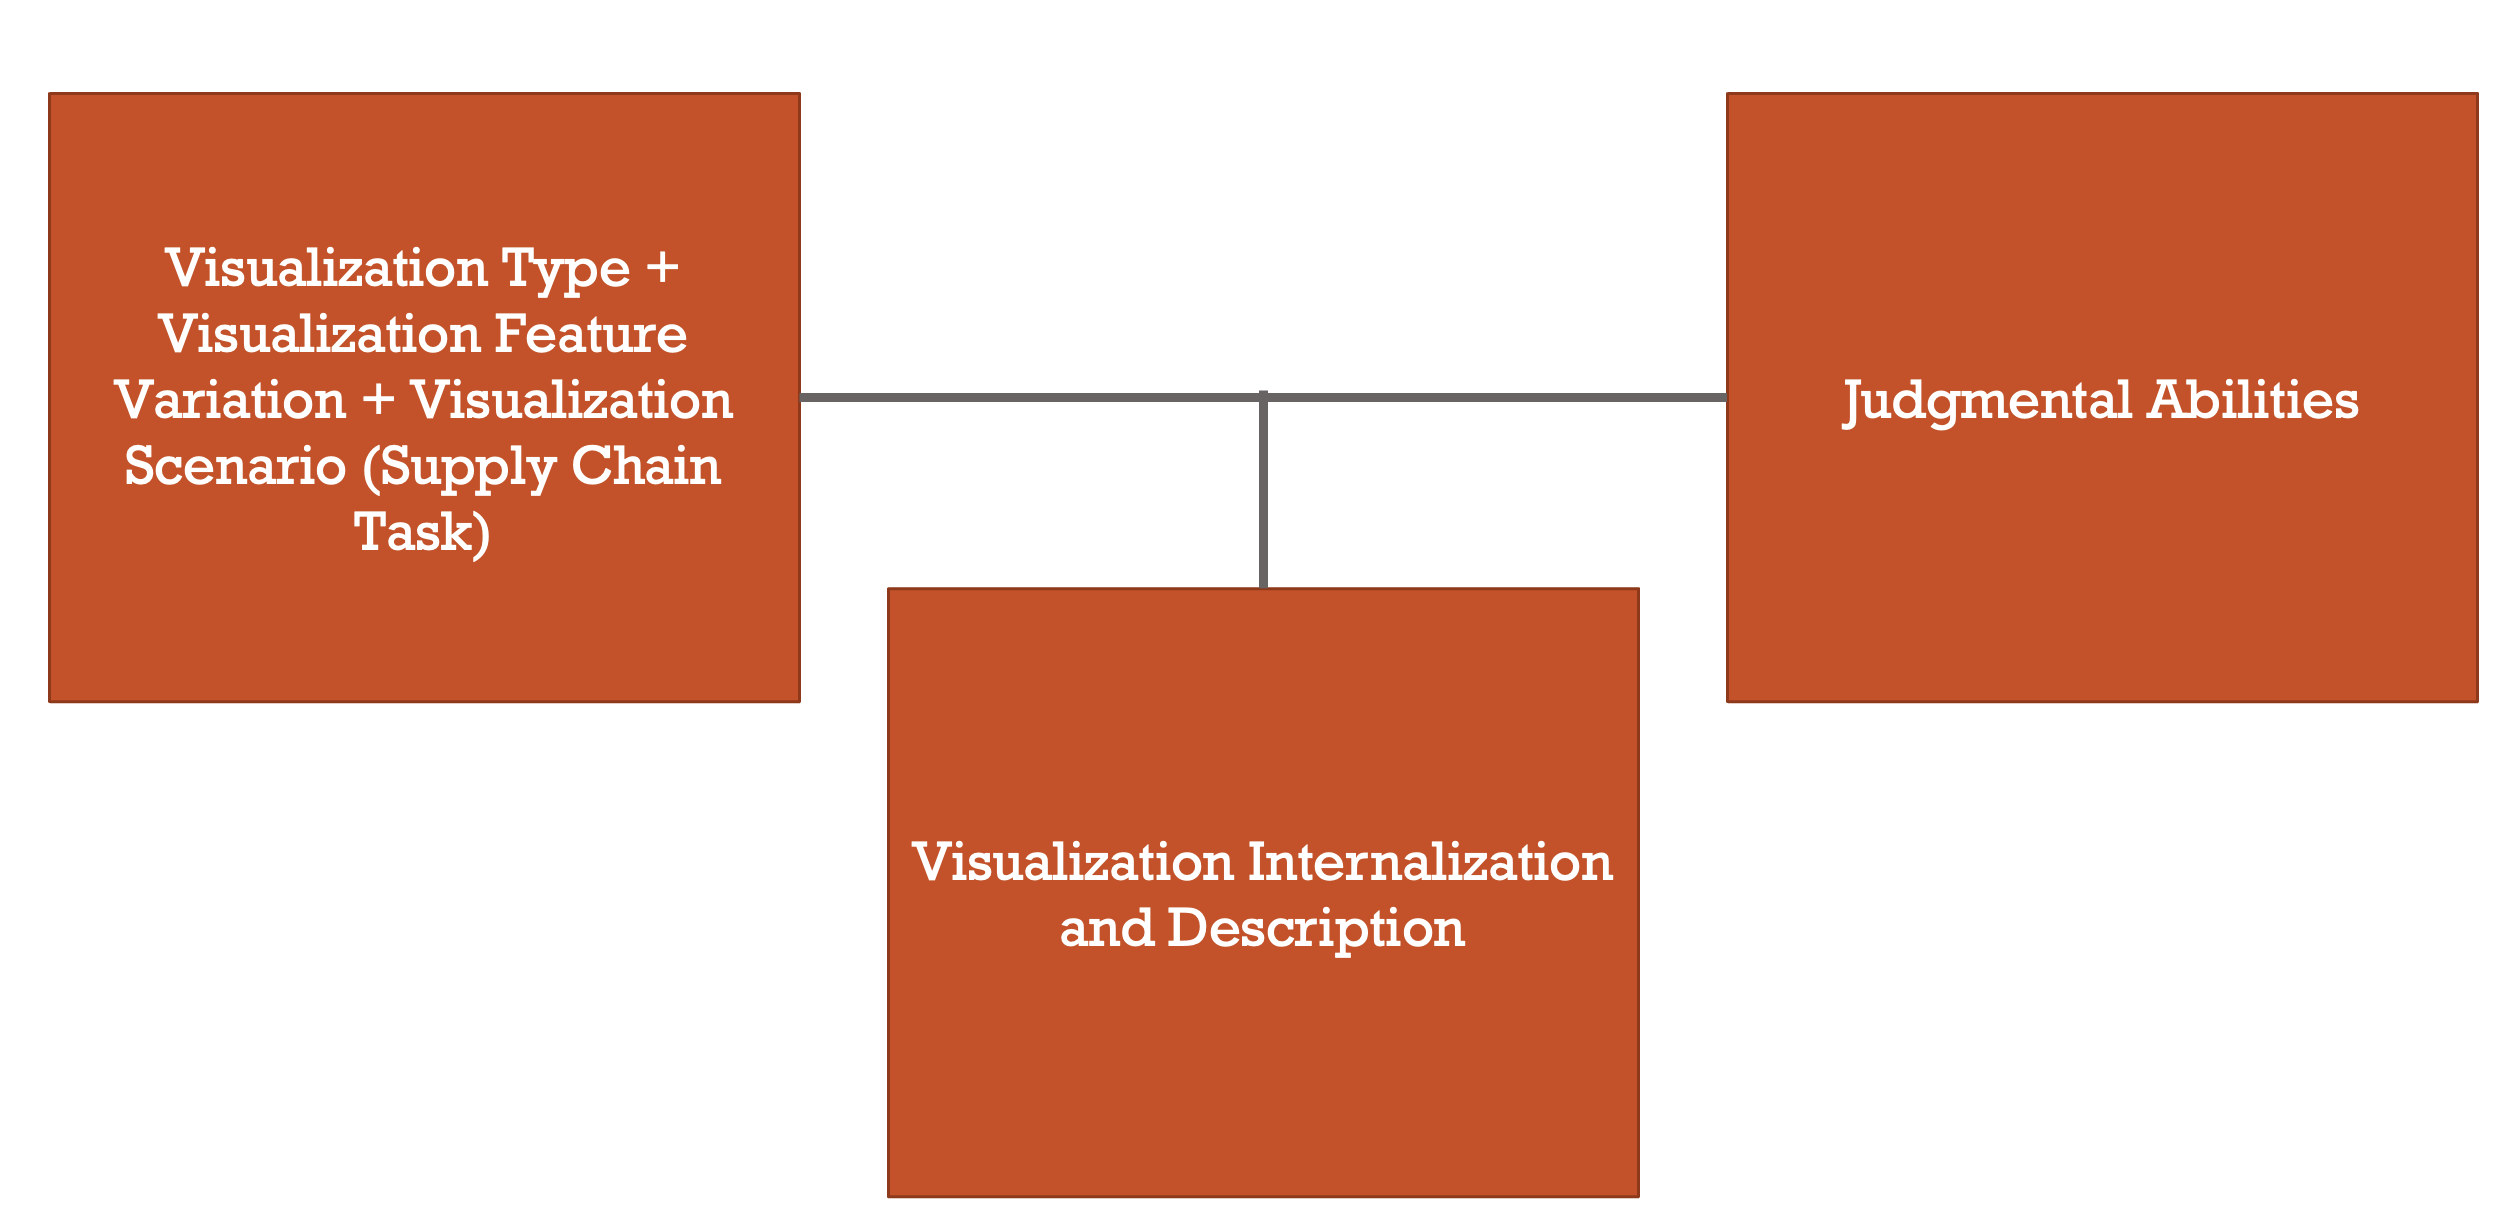 Visualization Type +
Visualization Feature
Variation + Visualization
Scenario (Supply Chain
Task)
Judgmental Abilities
Visualization Internalization
and Description